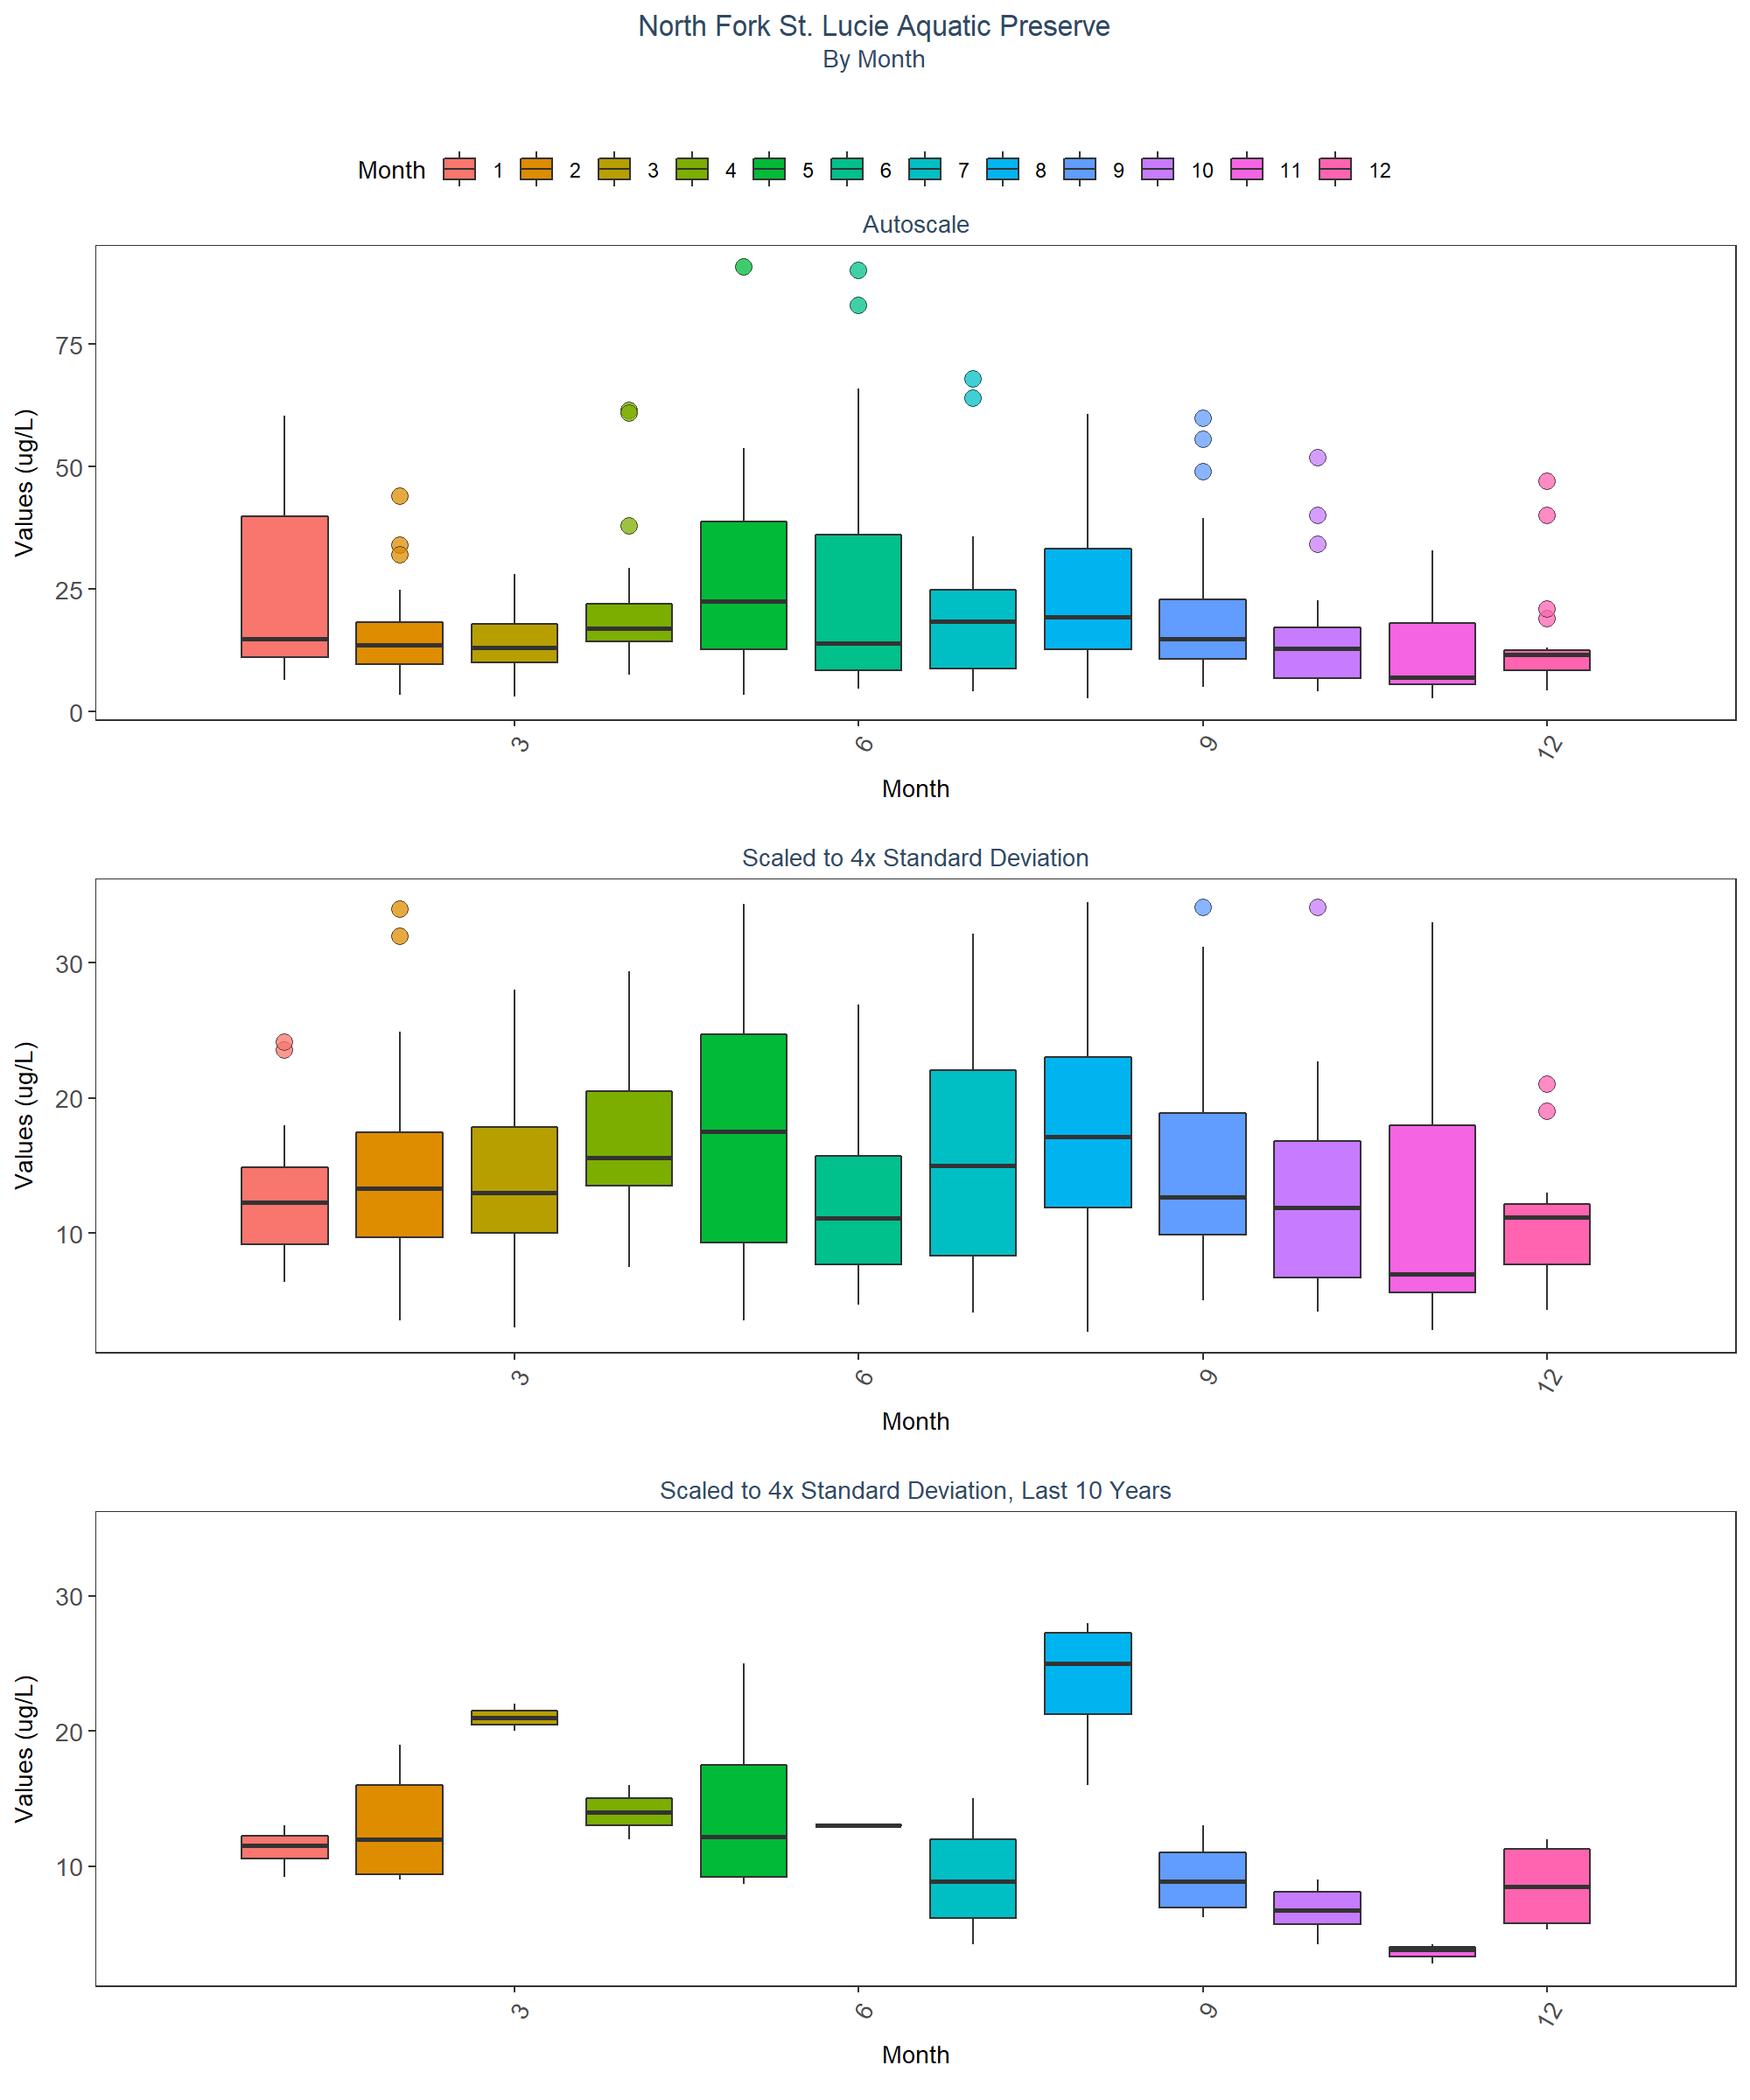 North Fork St. Lucie Aquatic Preserve
By Month
Month 1 2 3 4 5 6 7 8 9 10 11 12
Autoscale
Values (ug/L)
75
50
25
0
3 6 9 12
Month
Scaled to 4x Standard Deviation
Values (ug/L)
30
20
10
3 6 9 12
Month
Scaled to 4x Standard Deviation, Last 10 Years
Values (ug/L)
30
20
10
3 6 9 12
Month